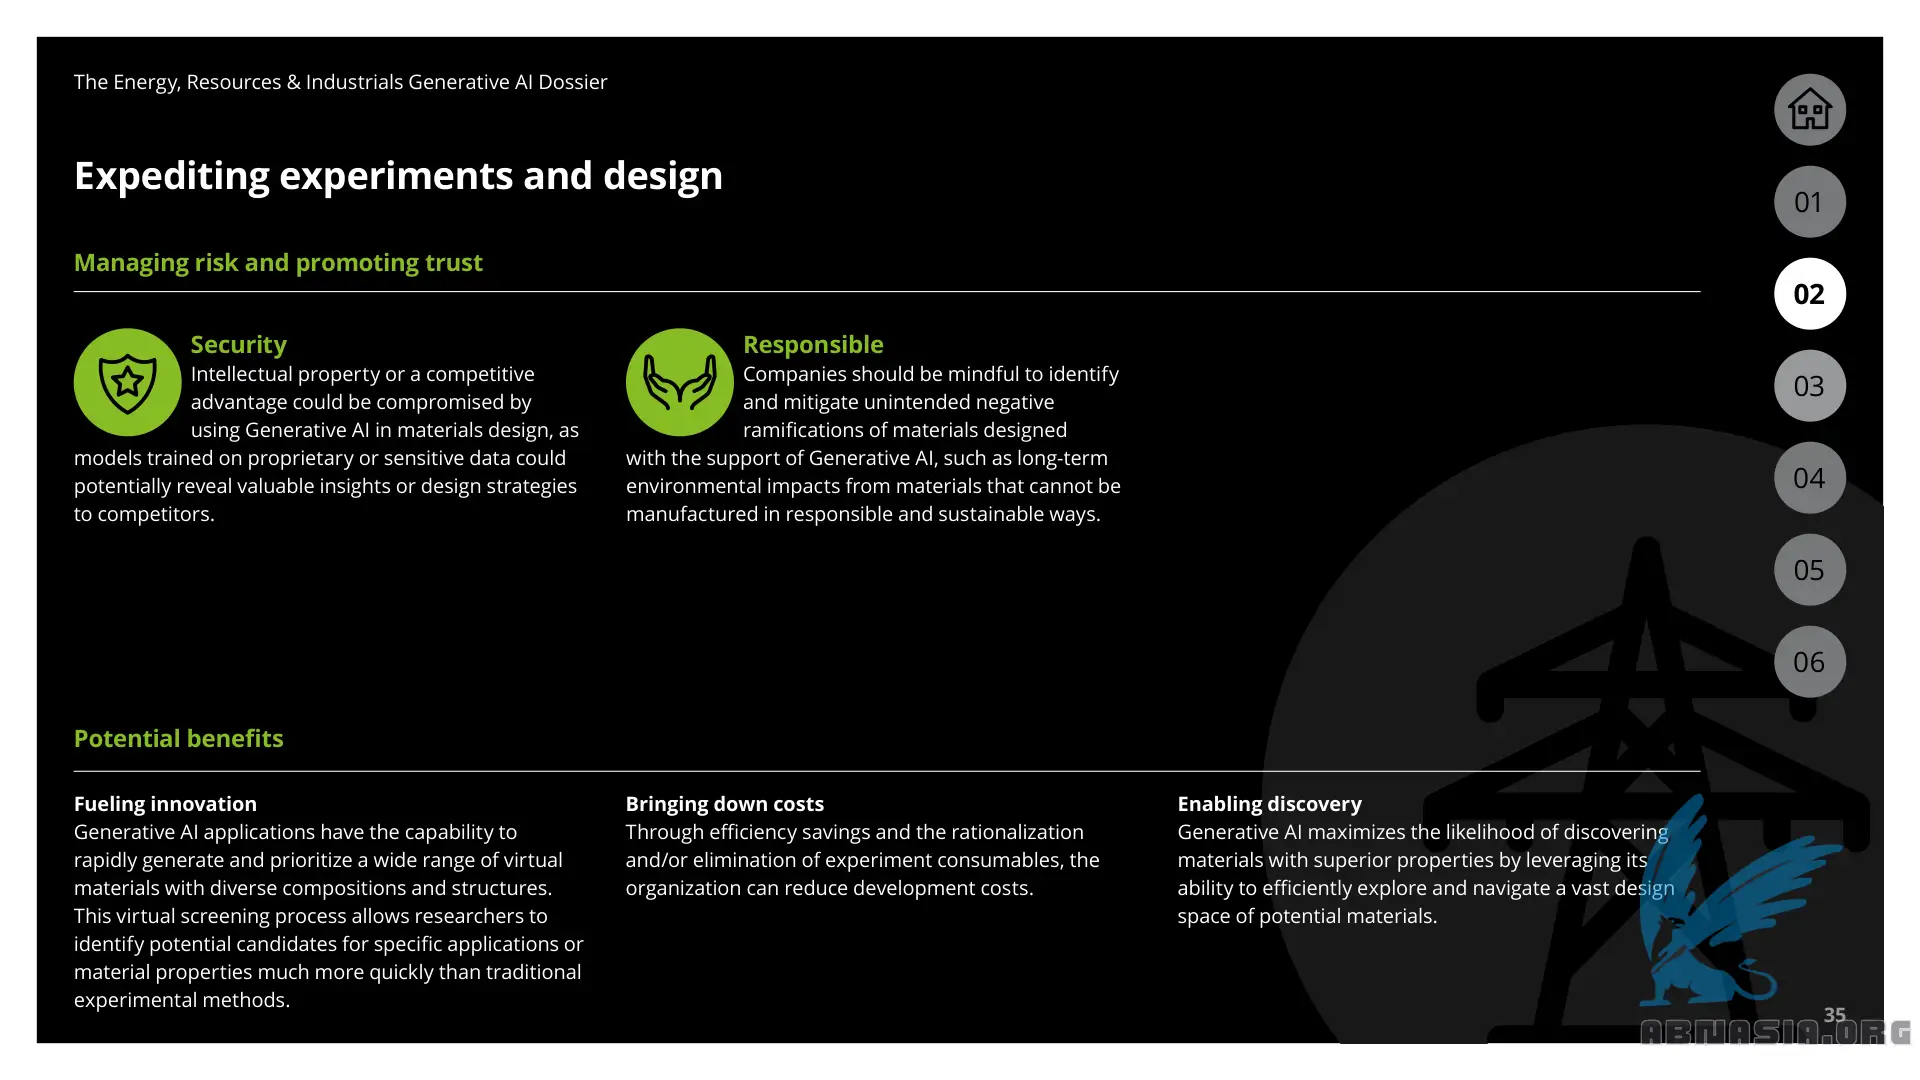 The Energy, Resources & Industrials Generative AI Dossier
Expediting experiments and design
Managing risk and promoting trust
Security
Intellectual property or a competitive
advantage could be compromised by
using Generative AI in materials design, as
models trained on proprietary or sensitive data could
potentially reveal valuable insights or design strategies
to competitors.
Responsible
Companies should be mindful to identify
and mitigate unintended negative
ramifications of materials designed
with the support of Generative AI, such as long-term
environmental impacts from materials that cannot be
manufactured in responsible and sustainable ways.
Potential benefits
Fueling innovation
Generative AI applications have the capability to
rapidly generate and prioritize a wide range of virtual
materials with diverse compositions and structures.
This virtual screening process allows researchers to
identify potential candidates for specific applications or
material properties much more quickly than traditional
experimental methods.
Bringing down costs
Through efficiency savings and the rationalization
and/or elimination of experiment consumables, the
organization can reduce development costs.
Enabling discovery
Generative AI maximizes the likelihood of discovering
materials with superior properties by leveraging its
ability to efficiently explore and navigate a vast design
space of potential materials.
01
02
03
04
05
06
35
ABNASIA.ORG